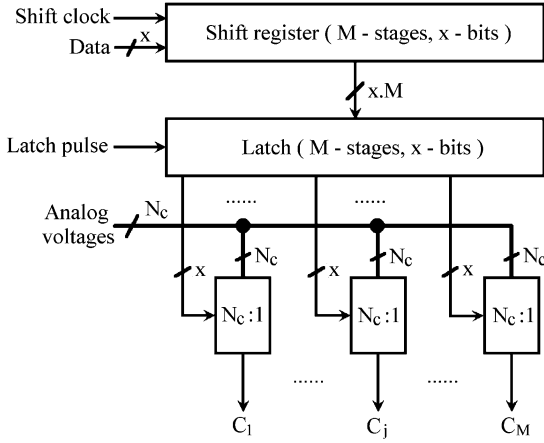 Shift clock
Data
x
Shift register ( M - stages, x - bits )
x.M
Latch pulse
Latch ( M - stages, x - bits )
......
......
Analog
voltages
Nc
x
Nc
x
Nc
x
Nc
Nc :1
Nc :1
Nc :1
......
......
C1
Cj
CM